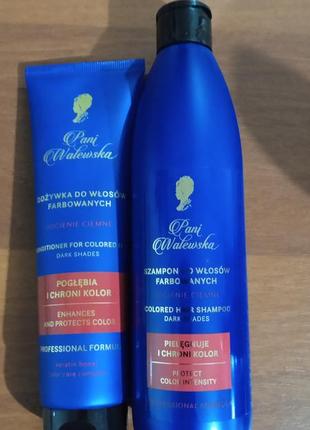 Pani
Walewska
ODŻYWKA DO WŁOSÓW
FARBOWANYCH
ODCIENIE CIEMNE
CONDITIONER FOR COLORED
DARK SHADES
POGŁĘBIA
I CHRONI KOLOR
ENHANCES
AND PROTECTS COLOR
PROFESSIONAL FORMULA
Pani
Walewska
SZAMPON DO WŁOSÓW
FARBOWANYCH
ODCIENIE CIEMNE
COLORED HAIR SHAMPOO
DARK SHADES
PIELĘGNUJE
I CHRONI KOLOR
PROTECT
COLOR INTENSITY
PROFESSIONAL